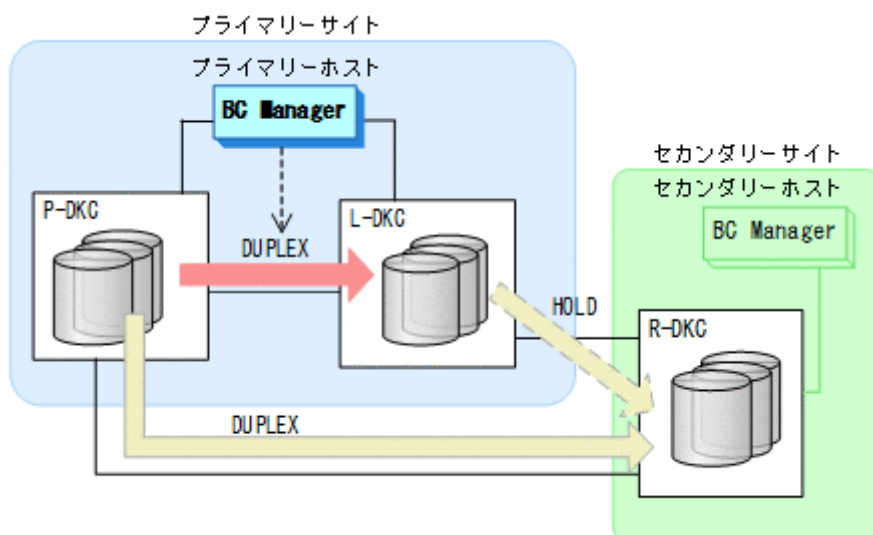 プライマリーサイト
プライマリーホスト
BC Manager
セカンダリーサイト
セカンダリーホスト
P-DKC
L-DKC
BC Manager
DUPLEX
HOLD
R-DKC
DUPLEX